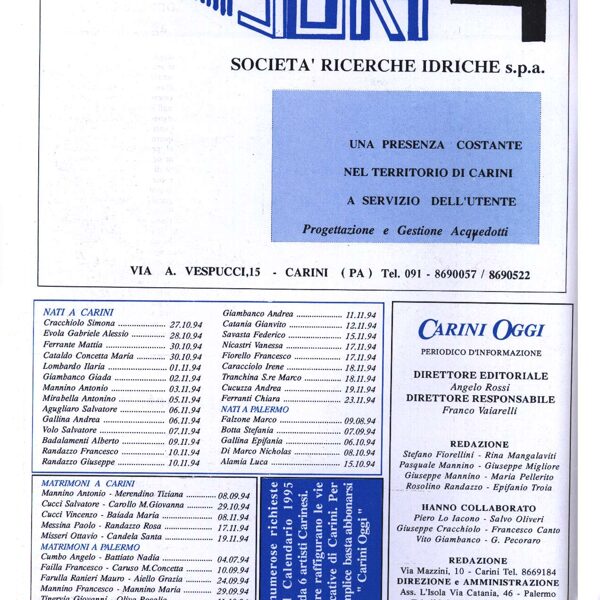 SOCIETA' RICERCHE IDRICHE s.p.a.
UNA PRESENZA COSTANTE
NEL TERRITORIO DI CARINI
A SERVIZIO DELL'UTENTE
Progettazione e Gestione Acquedotti
VIA A. VESPUCCI,15 - CARINI ( PA ) Tel. 091 - 8690057 / 8690522
NATI A CARINI
Cracchiolo Simona .................... 27.10.94
Evola Gabriele Alessio ............... 28.10.94
Ferrante Mattia ........................ 30.10.94
Cataldo Concetta Maria ............ 30.10.94
Lombardo Ilaria ........................ 01.11.94
Giambanco Giada ..................... 02.11.94
Mannino Antonio ...................... 03.11.94
Mirabella Antonino ................... 05.11.94
Agugliaro Salvatore .................. 06.11.94
Gallina Andrea ......................... 06.11.94
Volo Salvatore .......................... 07.11.94
Badalamenti Alberto ................. 09.11.94
Randazzo Francesco ................. 10.11.94
Randazzo Giuseppe .................. 10.11.94
Giambanco Andrea ................... 11.11.94
Catania Gianvito ...................... 12.11.94
Savasta Federico ...................... 15.11.94
Nicastri Vanessa ....................... 17.11.94
Fiorello Francesco ................... 17.11.94
Caracciolo Irene ....................... 18.11.94
Tranchina S.re Marco ............... 18.11.94
Cucuzza Andrea ....................... 19.11.94
Ferranti Chiara ......................... 23.11.94
NATI A PALERMO
Falzone Marco .......................... 09.08.94
Botta Stefania ........................... 07.09.94
Gallina Epifania ....................... 06.10.94
Di Marco Nicholas .................... 08.10.94
Alamia Luca ............................. 15.10.94
MATRIMONI A CARINI
Mannino Antonio - Merendino Tiziana ............ 08.09.94
Cucci Salvatore - Carollo M.Giovanna ........... 29.10.94
Cucci Vincenzo - Baiada Maria ..................... 08.11.94
Messina Paolo - Randazzo Rosa .................... 17.11.94
Misseri Ottavio - Candela Santa .................... 19.11.94
MATRIMONI A PALERMO
Cumbo Angelo - Battiato Nadia .................... 04.07.94
Failla Francesco - Caruso M.Concetta ........... 10.09.94
Farulla Ranieri Mauro - Aiello Grazia ........... 24.09.94
Mannino Francesco - Mannino Maria ........... 29.09.94
numerose richieste
Calendario 1995
da 6 artisti Carinesi.
re raffigurano le vie
ative di Carini. Per
mplice basta abbonarsi
" Carini Oggi "
CARINI OGGI
PERIODICO D'INFORMAZIONE
DIRETTORE EDITORIALE
Angelo Rossi
DIRETTORE RESPONSABILE
Franco Vaiarelli
REDAZIONE
Stefano Fiorellini - Rina Mangalaviti
Pasquale Mannino - Giuseppe Migliore
Giuseppe Mannino - Maria Pellerito
Rosolino Randazzo - Epifanio Troia
HANNO COLLABORATO
Piero Lo Iacono - Salvo Oliveri
Giuseppe Cracchiolo - Francesco Canto
Vito Giambanco - G. Pecoraro
REDAZIONE
Via Mazzini, 10 - Carini Tel. 8669184
DIREZIONE e AMMINISTRAZIONE
Ass. L'Isola Via Catania, 46 - Palermo